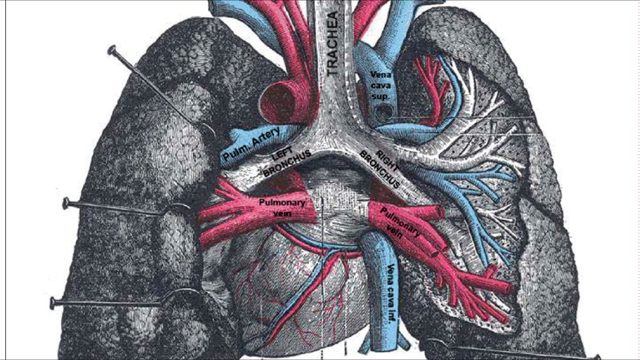 TRACHEA
Vena
cava
sup.
Pulm. Artery
LEFT
BRONCHUS
RIGHT
BRONCHUS
Pulmonary
vein
Pulmonary
vein
Vena cava inf.